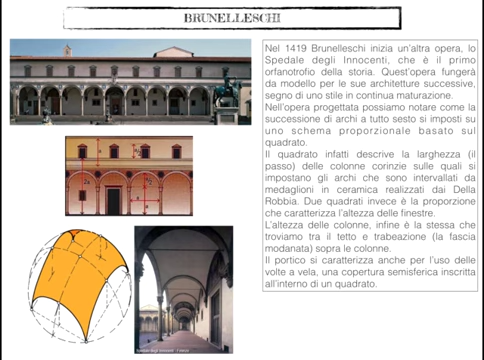 BRUNELLESCHI
Nel 1419 Brunelleschi inizia un'altra opera, lo
Spedale degli Innocenti, che è il primo
orfanotrofio della storia. Quest'opera fungerà
da modello per le sue architetture successive,
segno di uno stile in continua maturazione.
Nell'opera progettata possiamo notare come la
successione di archi a tutto sesto si imposti su
uno schema proporzionale basato sul
quadrato.
Il quadrato infatti descrive la larghezza (il
passo) delle colonne corinzie sulle quali si
impostano gli archi che sono intervallati da
medaglioni in ceramica realizzati dai Della
Robbia. Due quadrati invece è la proporzione
che caratterizza l'altezza delle finestre.
L'altezza delle colonne, infine è la stessa che
troviamo tra il tetto e trabeazione (la fascia
modanata) sopra le colonne.
Il portico si caratterizza anche per l'uso delle
volte a vela, una copertura semisferica inscritta
all'interno di un quadrato.